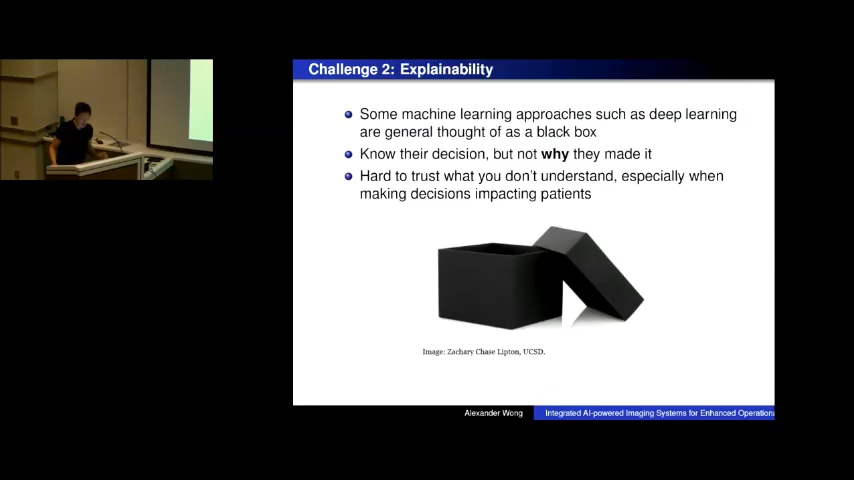 Challenge 2: Explainability
Some machine learning approaches such as deep learning
are general thought of as a black box
Know their decision, but not why they made it
Hard to trust what you don't understand, especially when
making decisions impacting patients
Image: Zachary Chase Lipton, UCSD.
Alexander Wong
Integrated AI-powered Imaging Systems for Enhanced Operationa